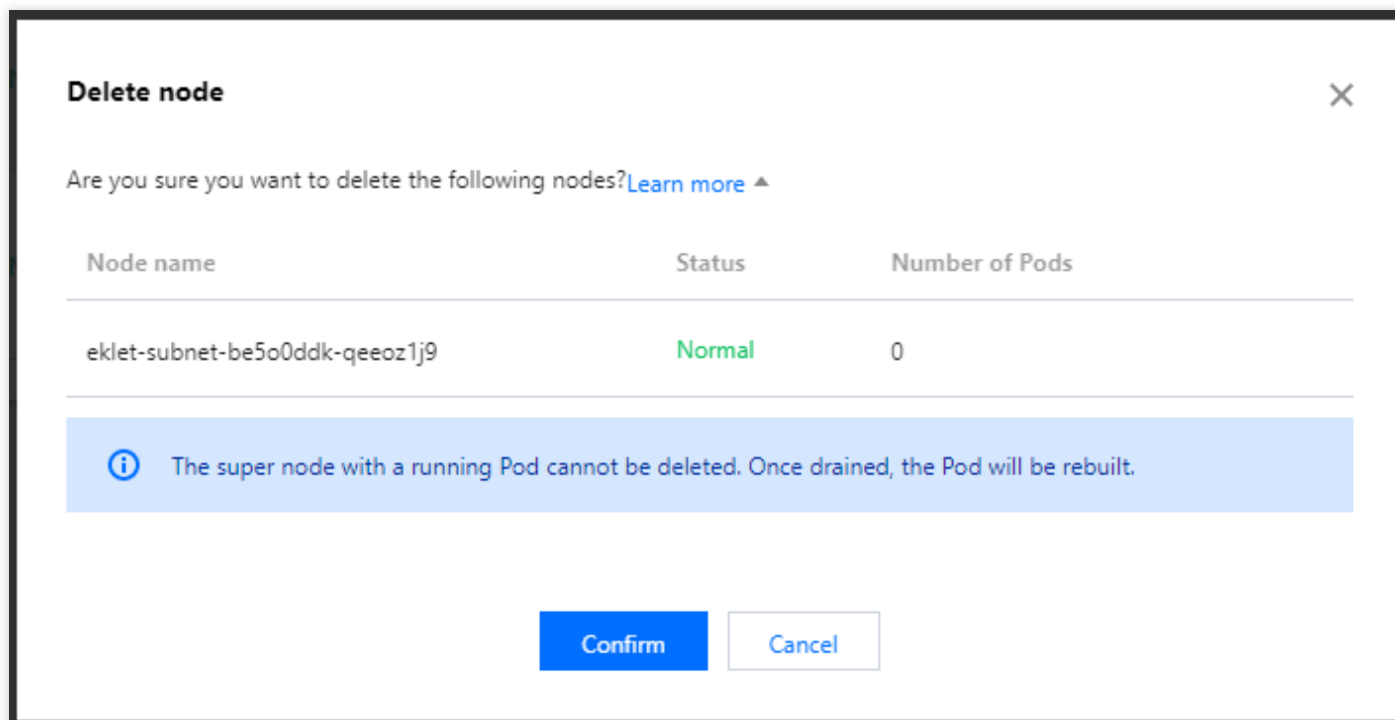 Delete node
Are you sure you want to delete the following nodes?Learn more
Node name Status Number of Pods
eklet-subnet-be5o0ddk-qeeoz1j9 Normal 0
The super node with a running Pod cannot be deleted. Once drained, the Pod will be rebuilt.
Confirm Cancel